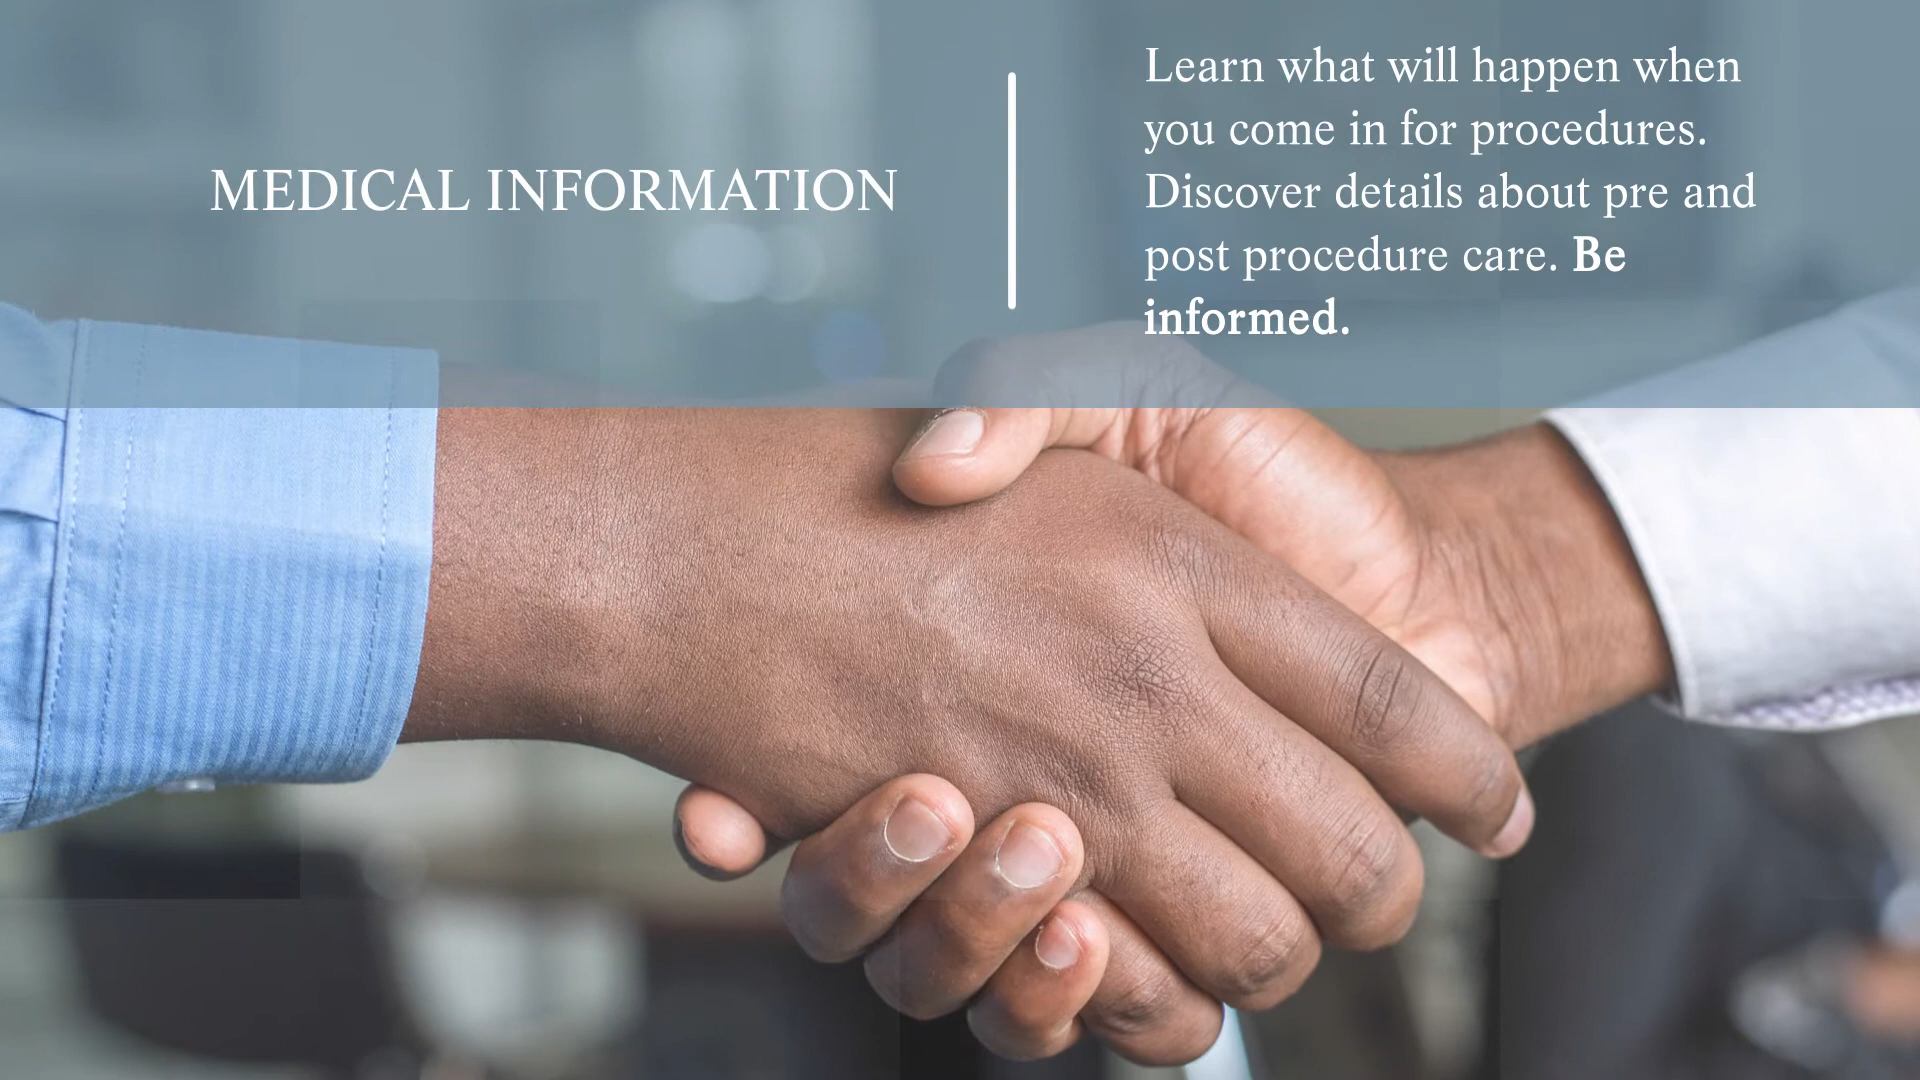 MEDICAL INFORMATION
Learn what will happen when
you come in for procedures.
Discover details about pre and
post procedure care. Be
informed.